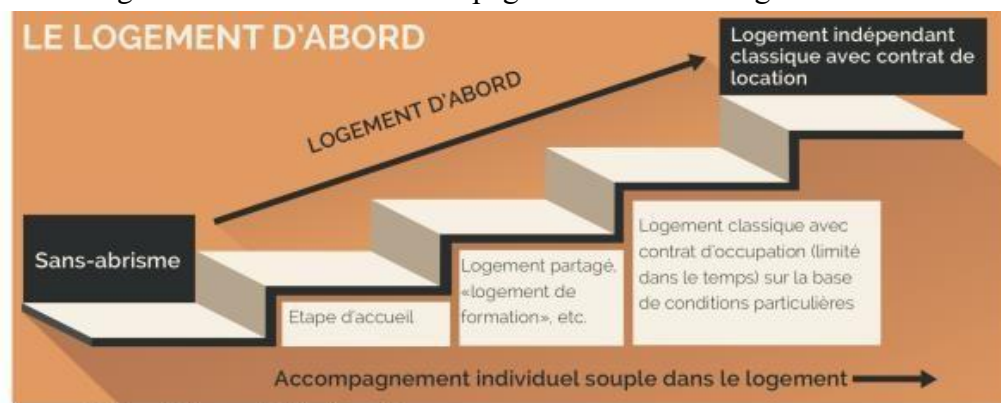 LE LOGEMENT D'ABORD
Logement indépendant
classique avec contrat de
location
LOGEMENT D'ABORD
Sans-abrisme
Logement classique avec
contrat d'occupation (limité
dans le temps) sur la base
de conditions particulières
Logement partagé,
«logement de
formation», etc.
Etape d'accueil
Accompagnement individuel souple dans le logement